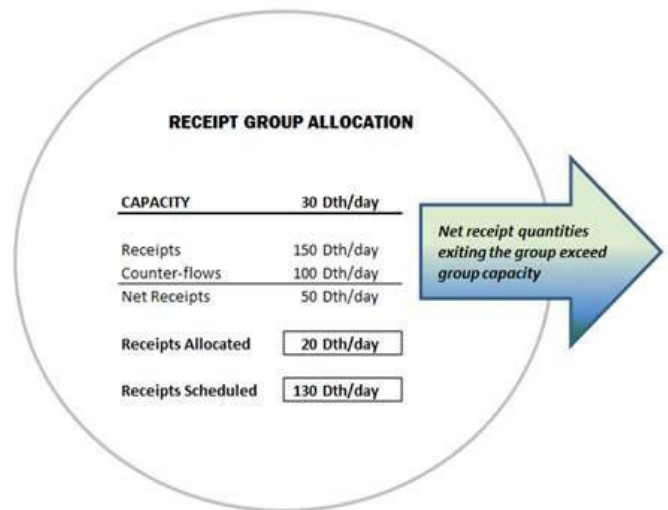 RECEIPT GROUP ALLOCATION
CAPACITY 30 Dth/day
Receipts 150 Dth/day
Counter-flows 100 Dth/day
Net Receipts 50 Dth/day
Receipts Allocated 20 Dth/day
Receipts Scheduled 130 Dth/day
Net receipt quantities
exiting the group exceed
group capacity